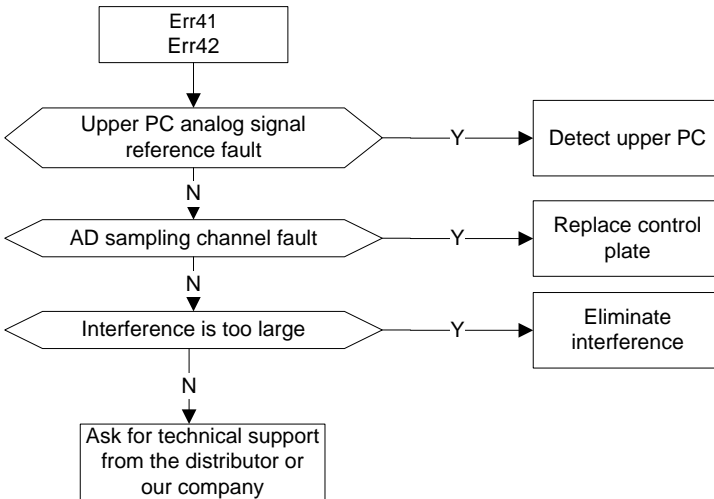 Err41
Err42
Upper PC analog signal
reference fault
Y
Detect upper PC
N
AD sampling channel fault
Y
Replace control
plate
N
Interference is too large
Y
Eliminate
interference
N
Ask for technical support
from the distributor or
our company